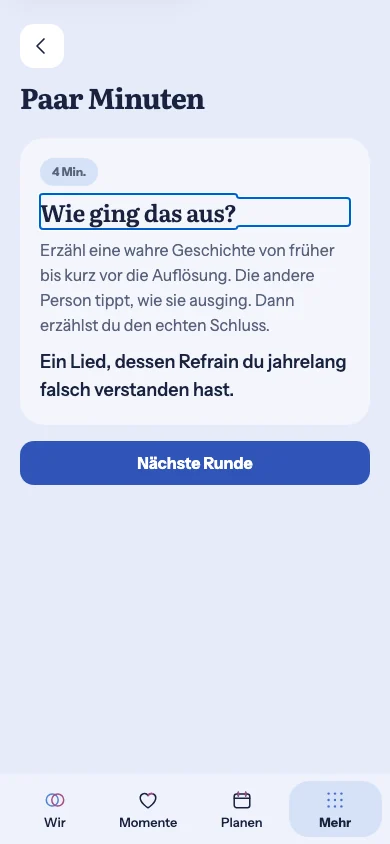 Paar Minuten
4 Min.
Wie ging das aus?
Erzähl eine wahre Geschichte von früher
bis kurz vor die Auflösung. Die andere
Person tippt, wie sie ausging. Dann
erzählst du den echten Schluss.
Ein Lied, dessen Refrain du jahrelang
falsch verstanden hast.
Nächste Runde
Wir
Momente
Planen
Mehr